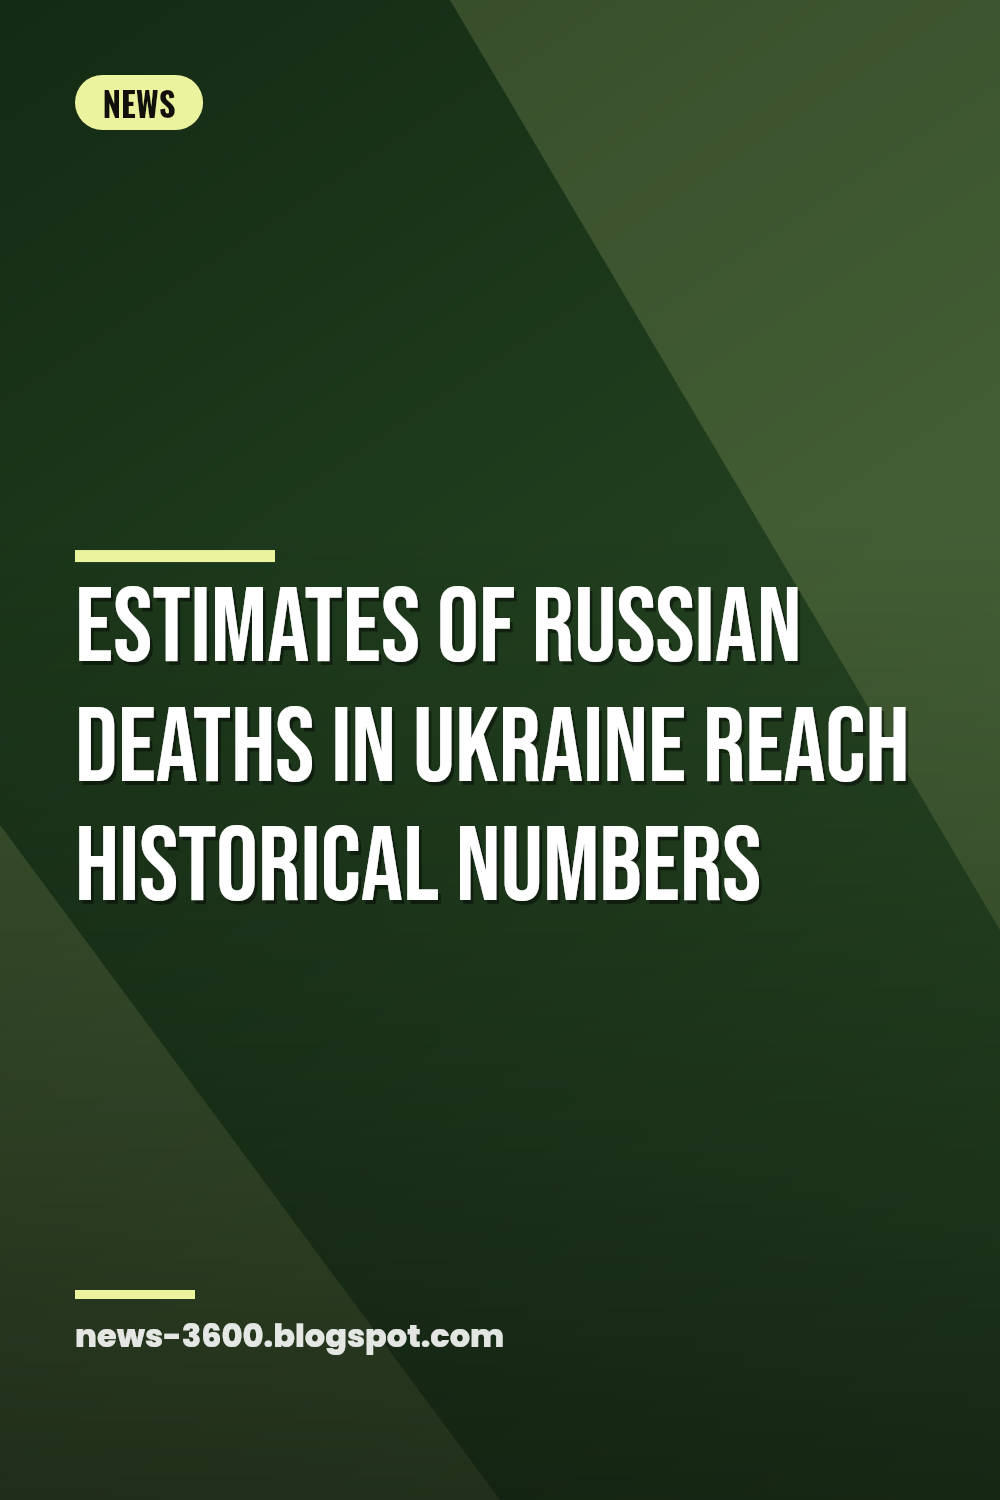 NEWS
ESTIMATES OF RUSSIAN
DEATHS IN UKRAINE REACH
HISTORICAL NUMBERS
news-3600.blogspot.com